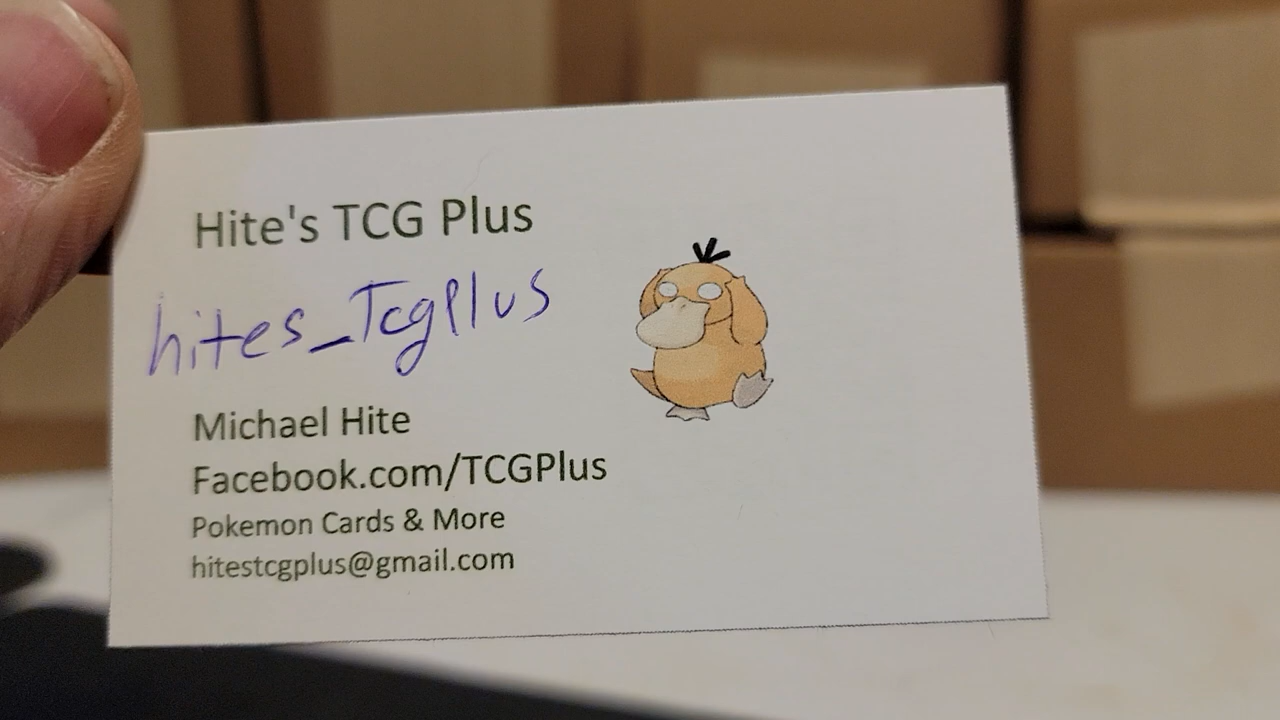 Hite's TCG Plus
hites_TcgPlus
Michael Hite
Facebook.com/TCGPlus
Pokemon Cards & More
hitestcgplus@gmail.com